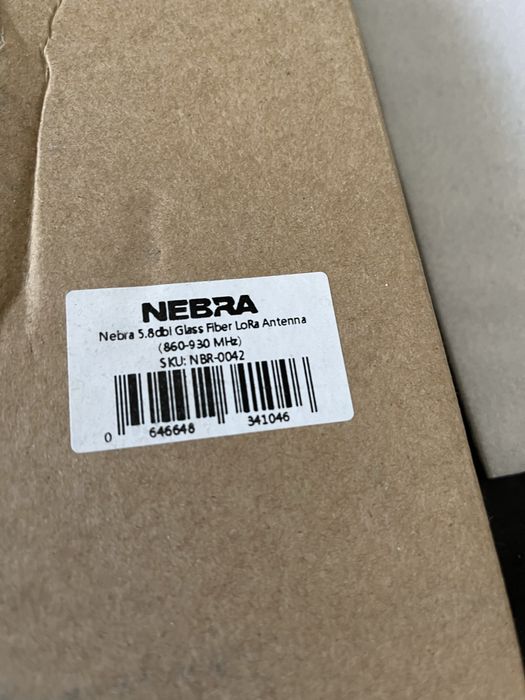 NEBRA
Nebra 5.8dbi Glass Fiber LoRa Antenna
(860-930 MHz)
SKU: NBR-0042
0 646648 341046